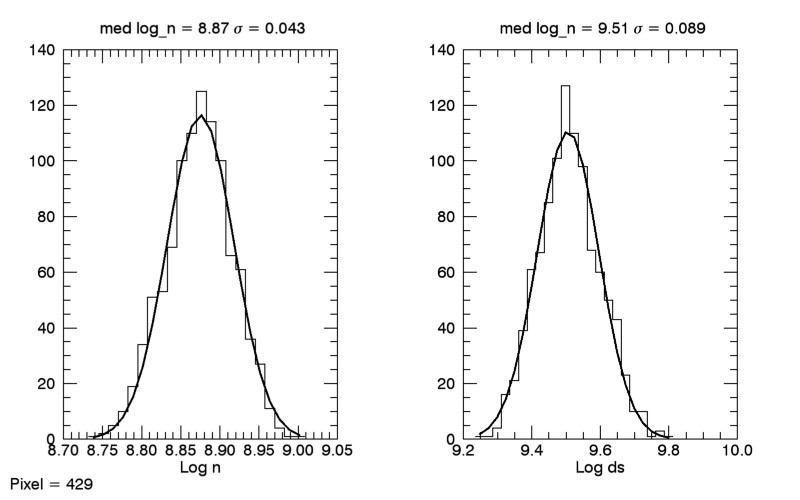 med log_n = 8.87 σ = 0.043
140
120
100
80
60
40
20
0
8.70 8.75 8.80 8.85 8.90 8.95 9.00 9.05
Log n
med log_n = 9.51 σ = 0.089
140
120
100
80
60
40
20
0
9.2 9.4 9.6 9.8 10.0
Log ds
Pixel = 429